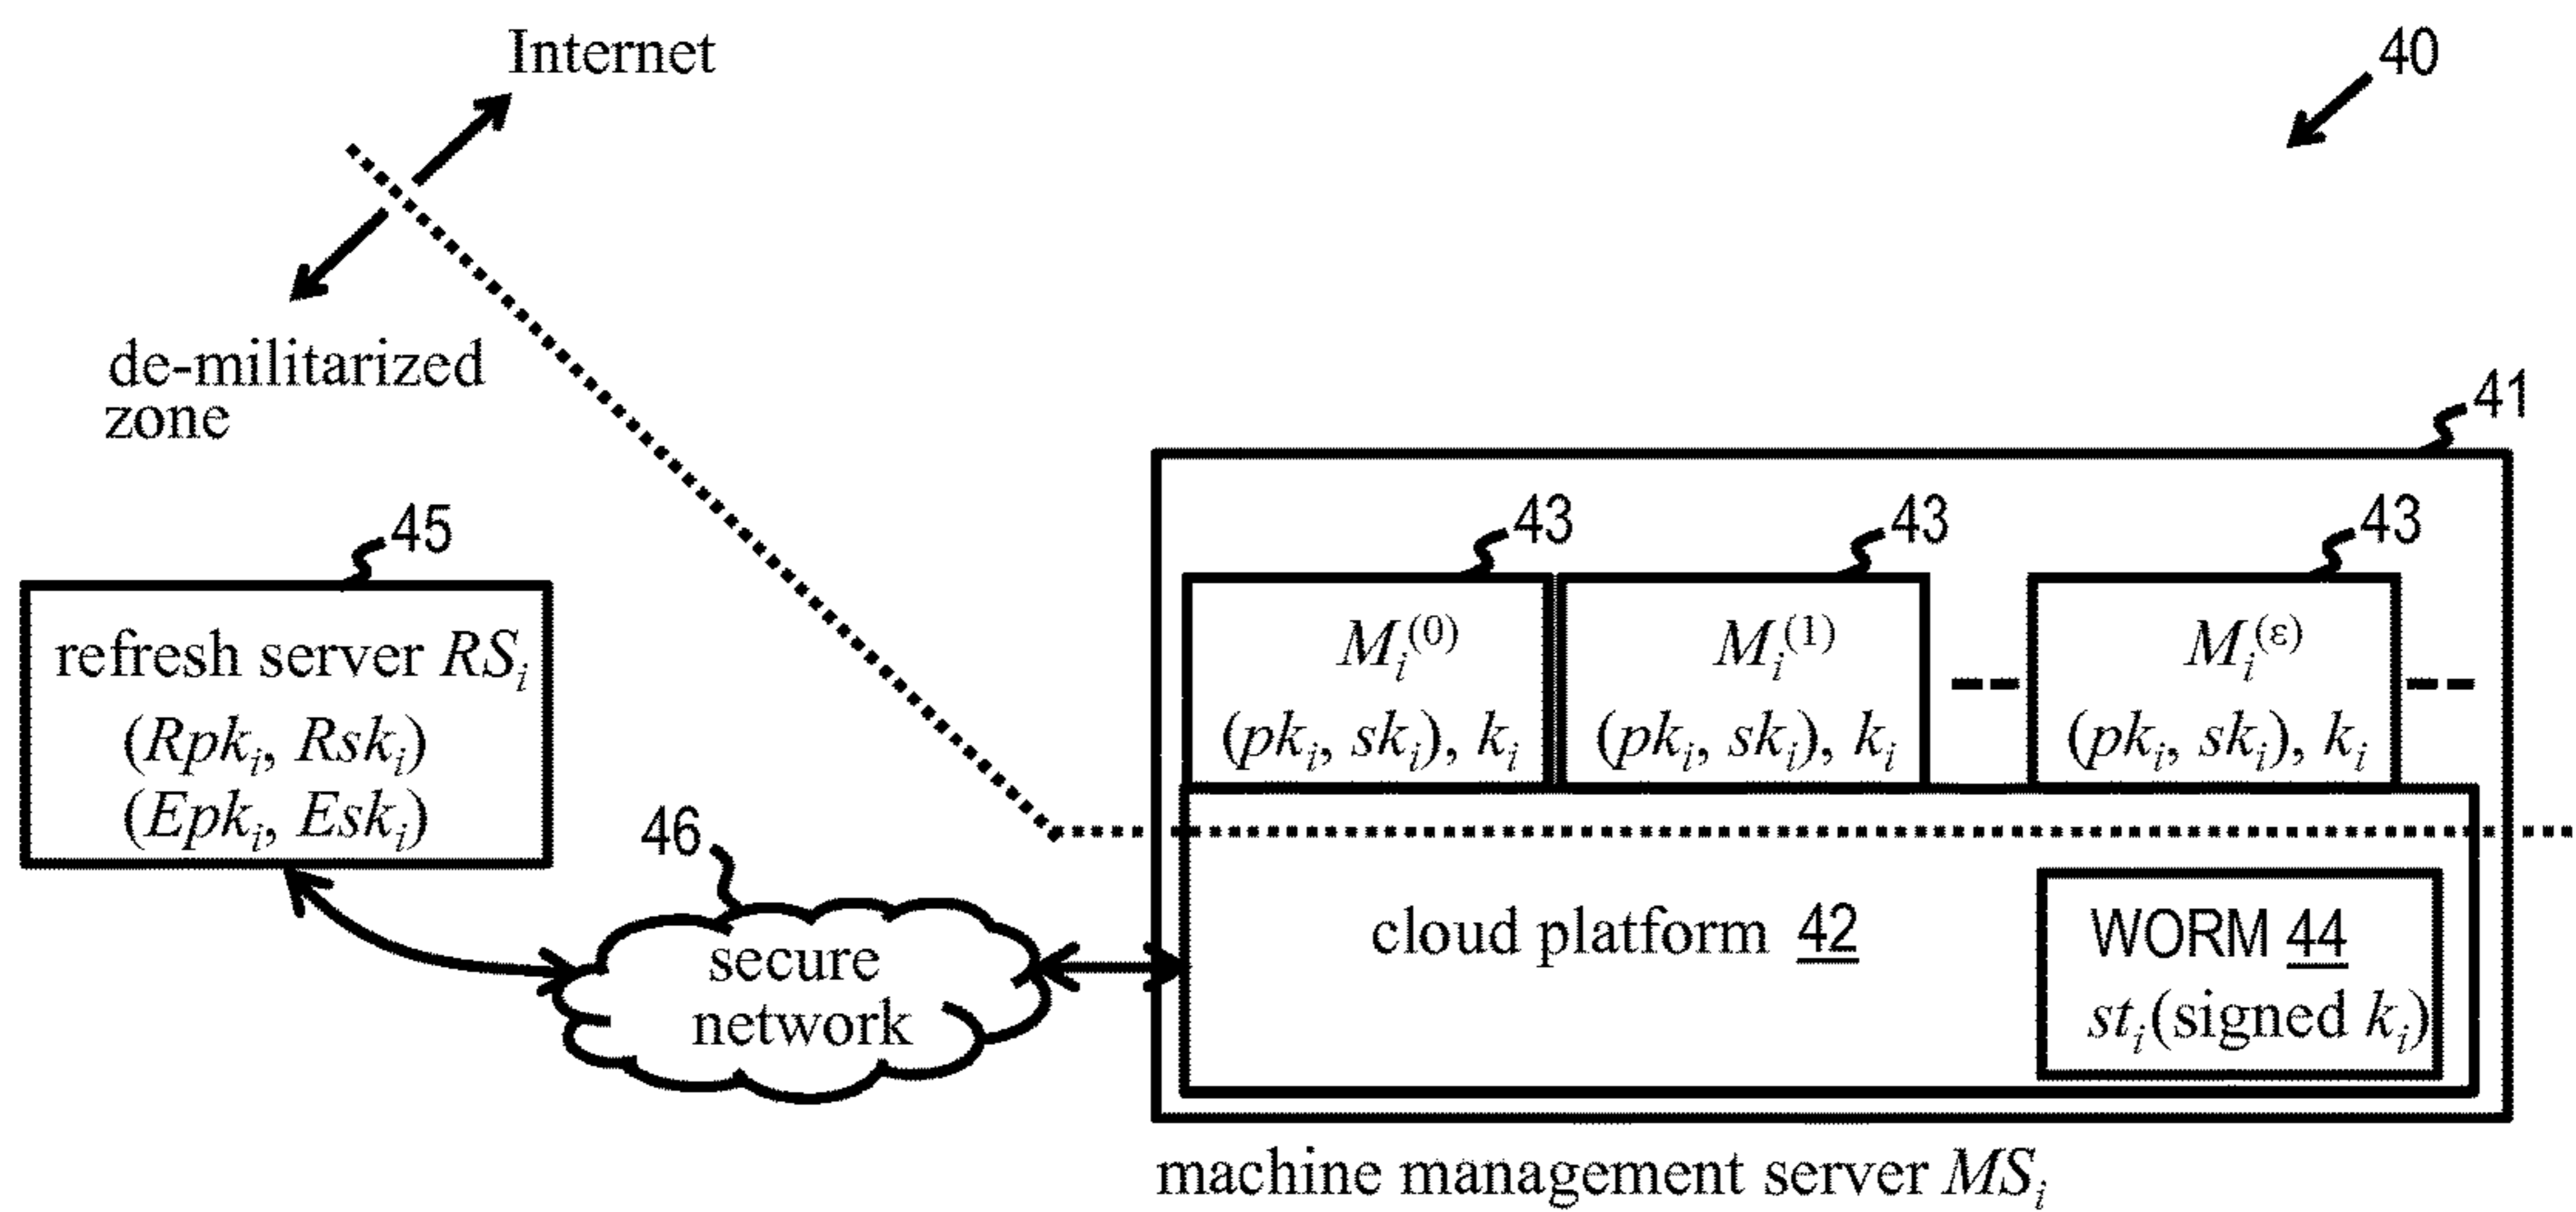 Internet
40
de-militarized
zone
41
45
43
43
43
refresh server RSᵢ
(Rpkᵢ, Rskᵢ)
(Epkᵢ, Eskᵢ)
Mᵢ⁽⁰⁾
(pkᵢ, skᵢ), kᵢ
Mᵢ⁽¹⁾
(pkᵢ, skᵢ), kᵢ
Mᵢ⁽ᵋ⁾
(pkᵢ, skᵢ), kᵢ
46
secure
network
cloud platform 42
WORM 44
stᵢ(signed kᵢ)
machine management server MSᵢ